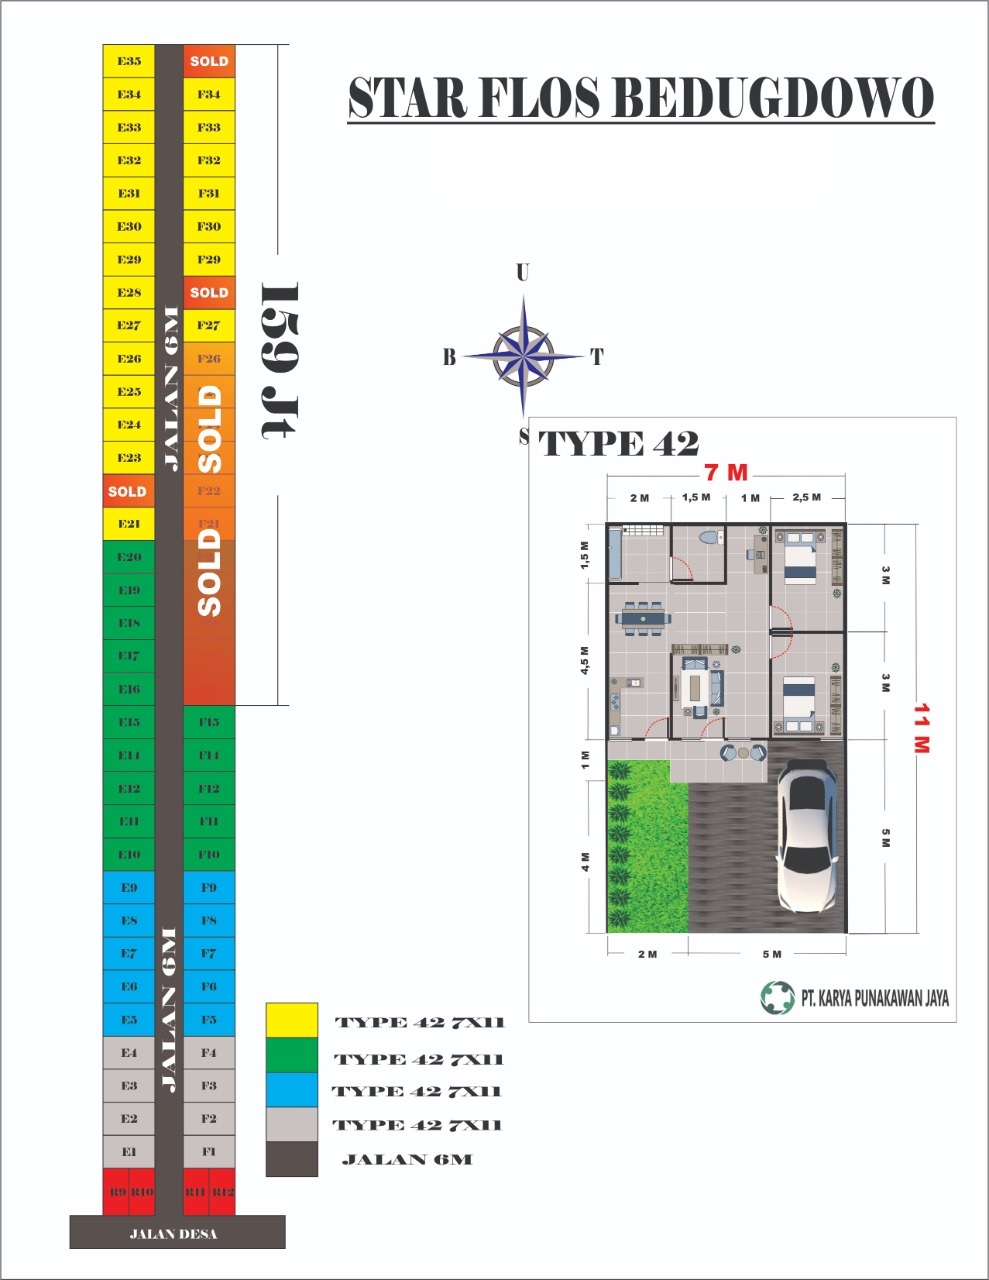 STAR FLOS BEDUGDOWO
E35 SOLD
E34 F34
E33 F33
E32 F32
E31 F31
E30 F30
E29 F29
E28 SOLD
E27 F27
E26 F26
E25
E24
E23
SOLD F22
E21 F21
E20
E19
E18
E17
E16
E15 F15
E14 F14
E12 F12
E11 F11
E10 F10
E9 F9
E8 F8
E7 F7
E6 F6
E5 F5
E4 F4
E3 F3
E2 F2
E1 F1
R9 R10 R11 R12
JALAN DESA
JALAN 6M
JALAN 6M
SOLD
SOLD
159 Jt
U
B T
S
TYPE 42
7 M
2 M 1,5 M 1 M 2,5 M
1,5 M
4,5 M
1 M
4 M
3 M
3 M
5 M
11 M
2 M 5 M
PT. KARYA PUNAKAWAN JAYA
TYPE 42 7X11
TYPE 42 7X11
TYPE 42 7X11
TYPE 42 7X11
JALAN 6M